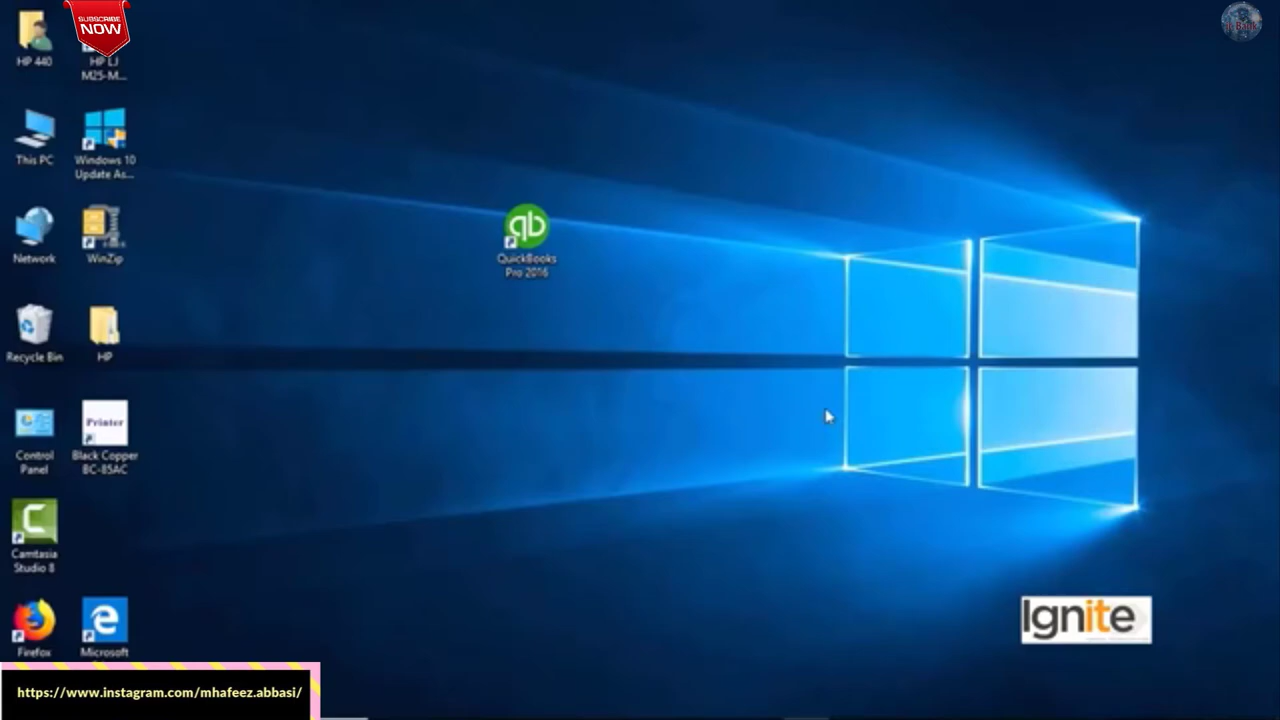 SUBSCRIBE
NOW
HP 440
HP LJ
M25-M...
This PC
Windows 10
Update As...
Network
WinZip
QuickBooks
Pro 2016
qb
Recycle Bin
HP
Printer
Control
Panel
Black Copper
BC-85AC
Camtasia
Studio 8
Firefox
Microsoft
Ignite
https://www.instagram.com/mhafeez.abbasi/